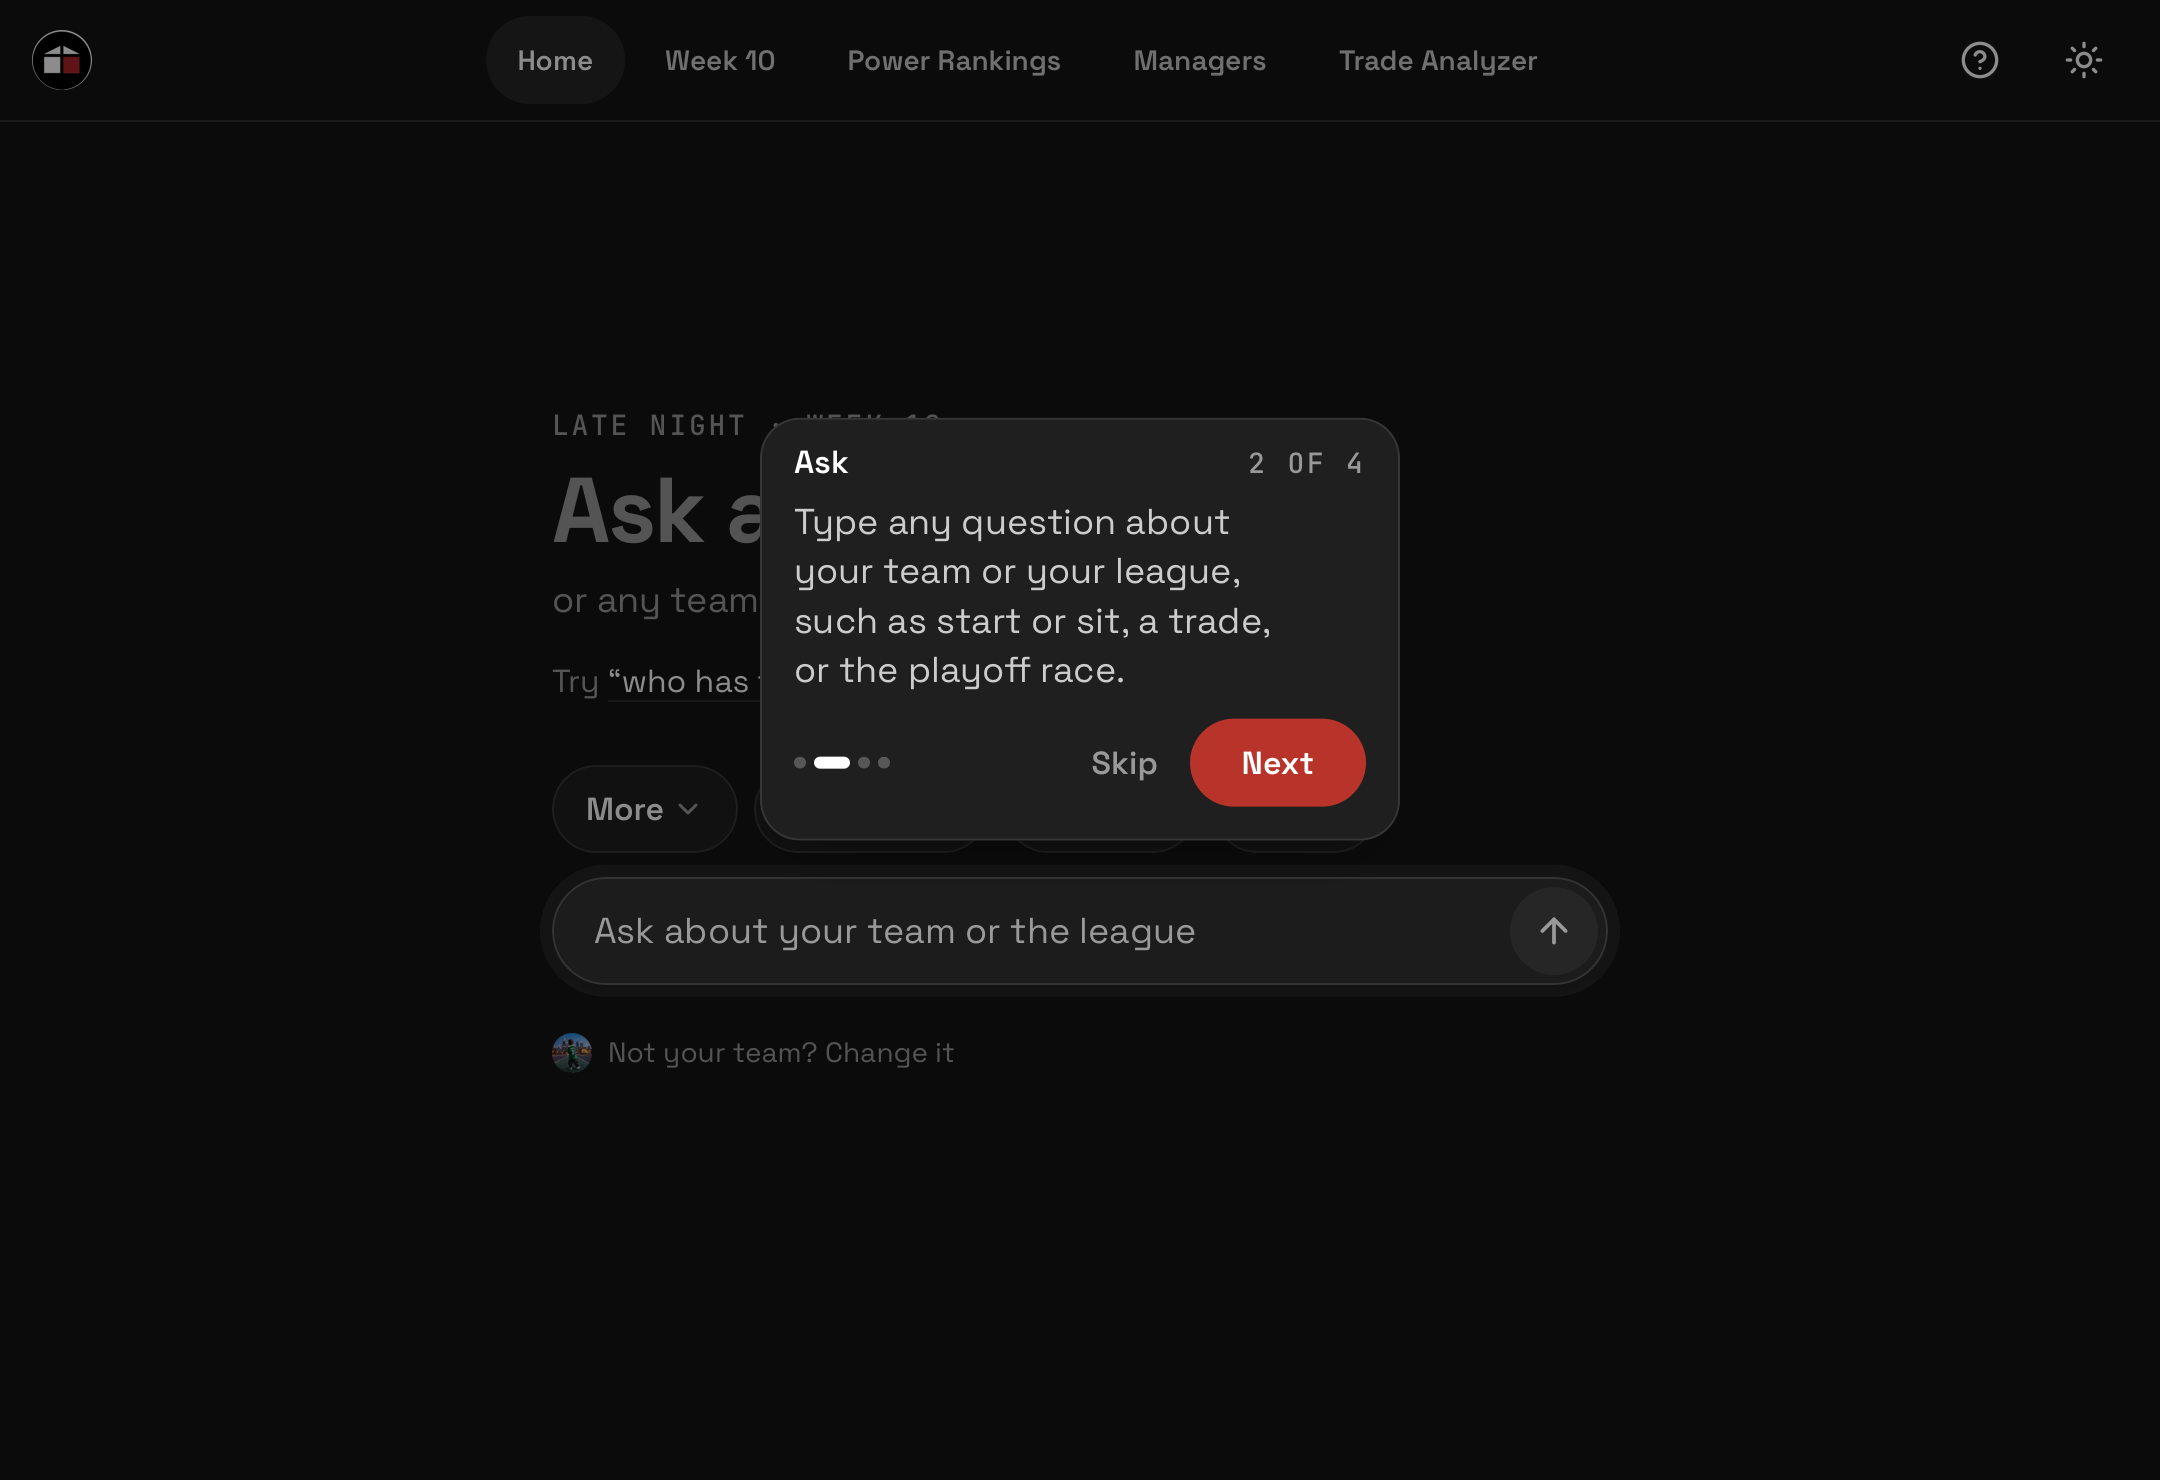 Home Week 10 Power Rankings Managers Trade Analyzer
LATE NIGHT
Ask
2 OF 4
Type any question about
your team or your league,
such as start or sit, a trade,
or the playoff race.
Skip Next
Ask
or any team
Try “who has
More
Ask about your team or the league
Not your team? Change it